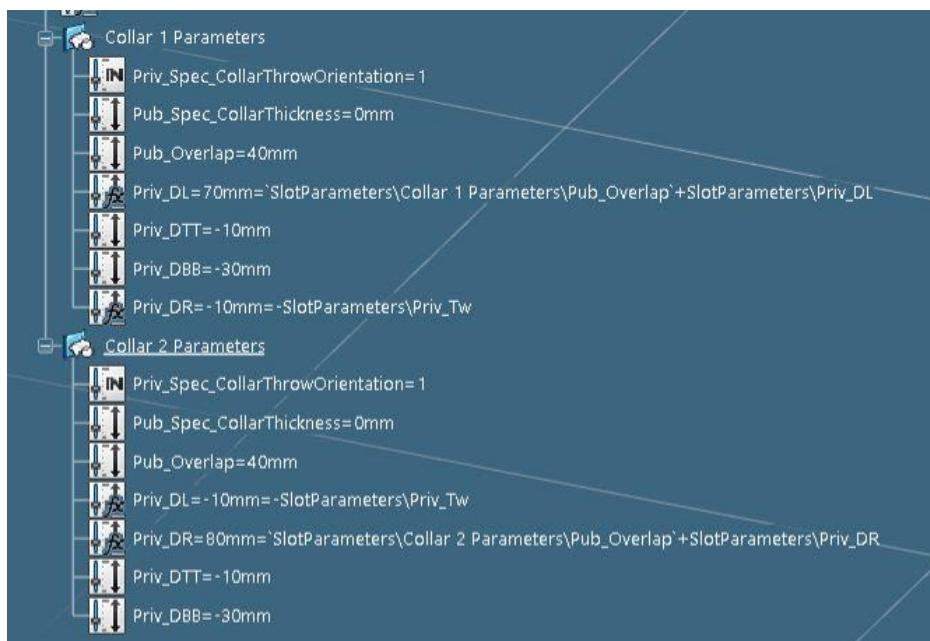 Collar 1 Parameters
Priv_Spec_CollarThrowOrientation=1
Pub_Spec_CollarThickness=0mm
Pub_Overlap=40mm
Priv_DL=70mm=`SlotParameters\Collar 1 Parameters\Pub_Overlap`+SlotParameters\Priv_DL
Priv_DTT=-10mm
Priv_DBB=-30mm
Priv_DR=-10mm=-SlotParameters\Priv_Tw
Collar 2 Parameters
Priv_Spec_CollarThrowOrientation=1
Pub_Spec_CollarThickness=0mm
Pub_Overlap=40mm
Priv_DL=-10mm=-SlotParameters\Priv_Tw
Priv_DR=80mm=`SlotParameters\Collar 2 Parameters\Pub_Overlap`+SlotParameters\Priv_DR
Priv_DTT=-10mm
Priv_DBB=-30mm